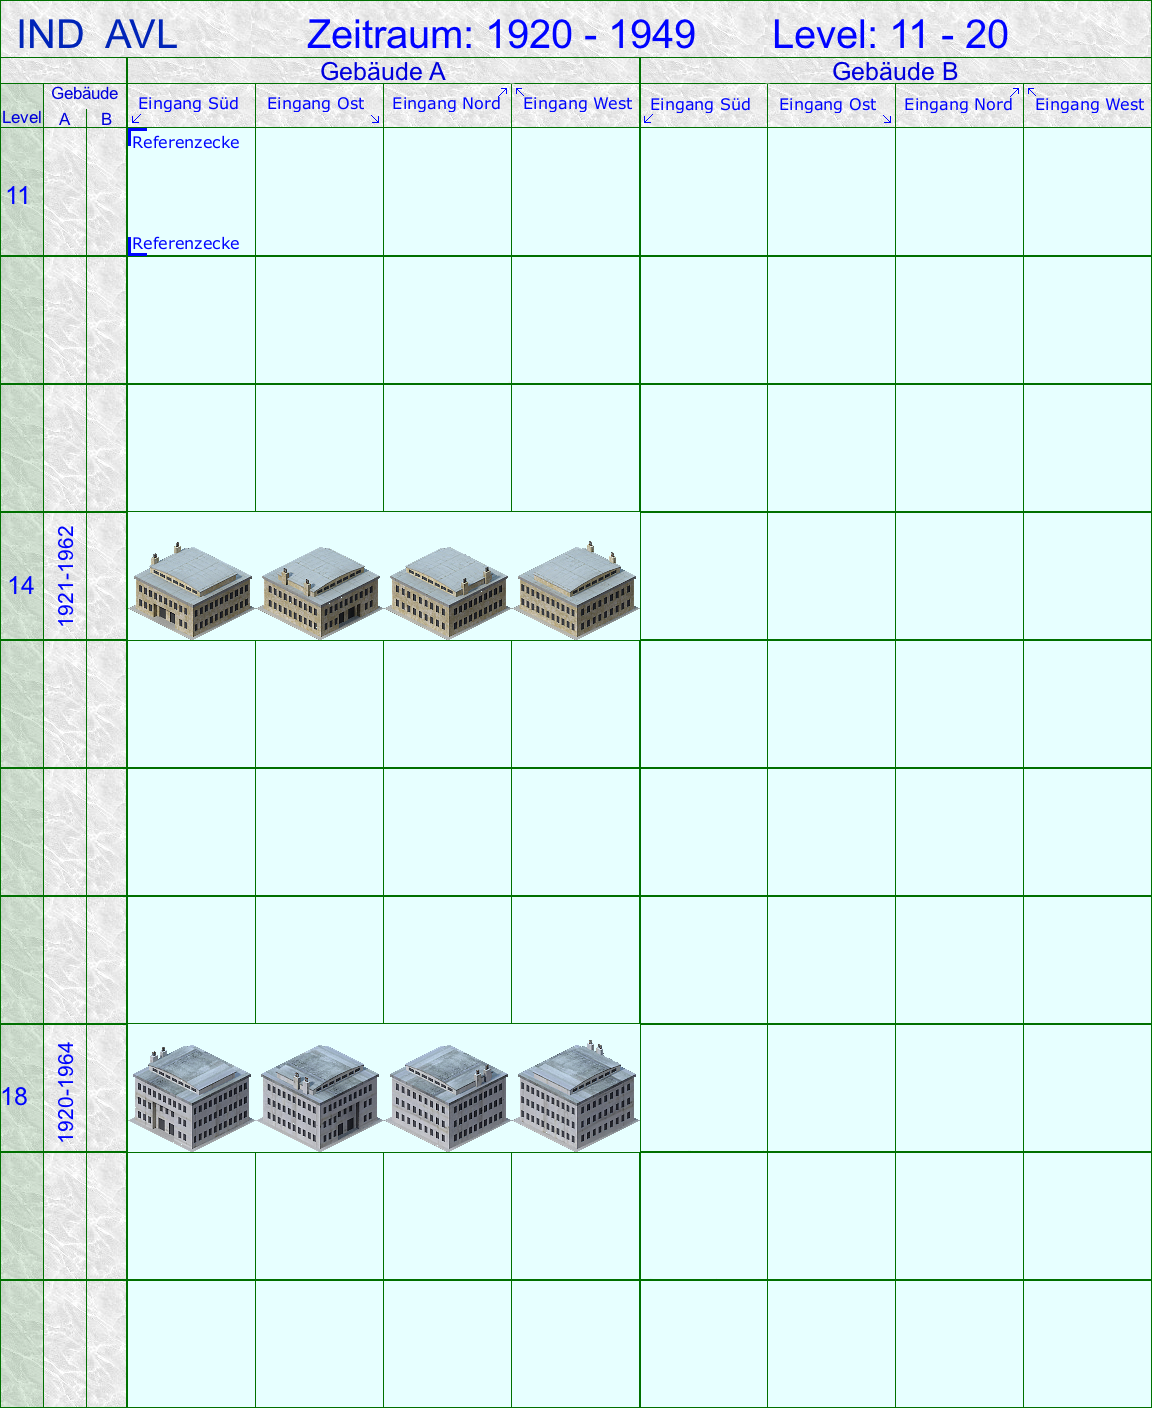 IND AVL Zeitraum: 1920 - 1949 Level: 11 - 20
Gebäude A Gebäude B
Level Gebäude A B Eingang Süd Eingang Ost Eingang Nord Eingang West Eingang Süd Eingang Ost Eingang Nord Eingang West
Referenzecke
11
Referenzecke
14 1921-1962
18 1920-1964